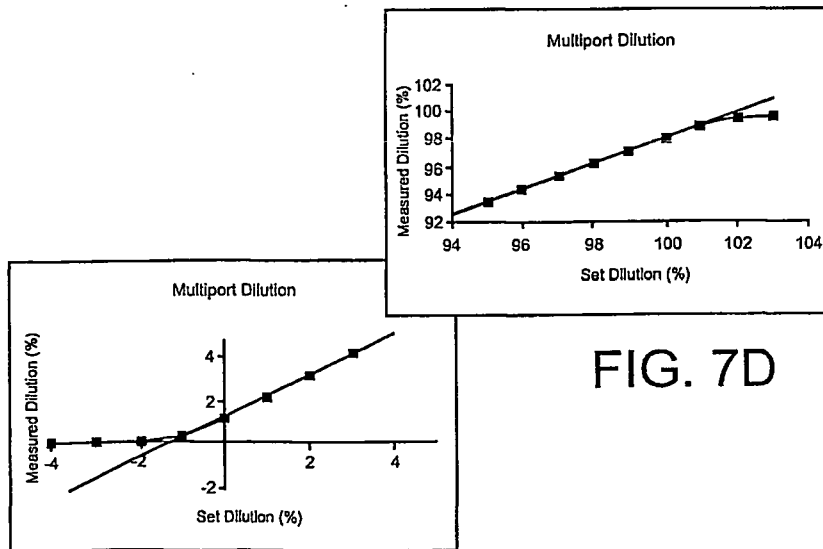 Multiport Dilution
Measured Dilution (%)
102
100
98
96
94
92
94 96 98 100 102 104
Set Dilution (%)
FIG. 7D
Multiport Dilution
Measured Dilution (%)
4
2
-2
-4 -2 2 4
Set Dilution (%)